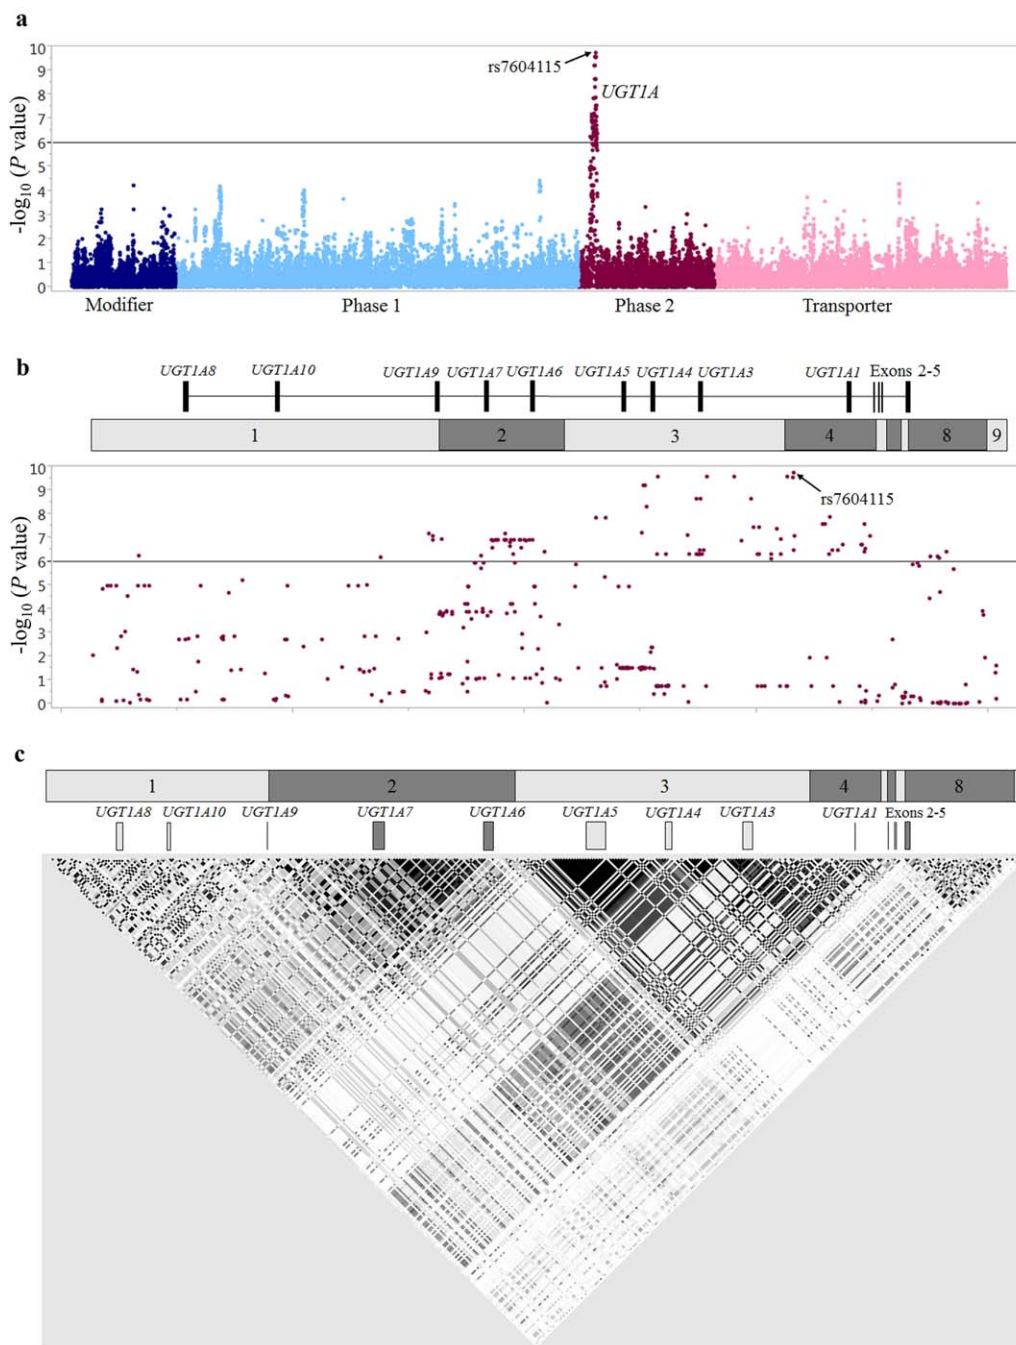 a
10
9
8
7
6
5
4
3
2
1
0
-log10 (P value)
rs7604115
UGT1A
Modifier Phase 1 Phase 2 Transporter
b
UGT1A8 UGT1A10 UGT1A9 UGT1A7 UGT1A6 UGT1A5 UGT1A4 UGT1A3 UGT1A1 Exons 2-5
1 2 3 4 8 9
10
9
8
7
6
5
4
3
2
1
0
-log10 (P value)
rs7604115
c
1 2 3 4 8
UGT1A8 UGT1A10 UGT1A9 UGT1A7 UGT1A6 UGT1A5 UGT1A4 UGT1A3 UGT1A1 Exons 2-5